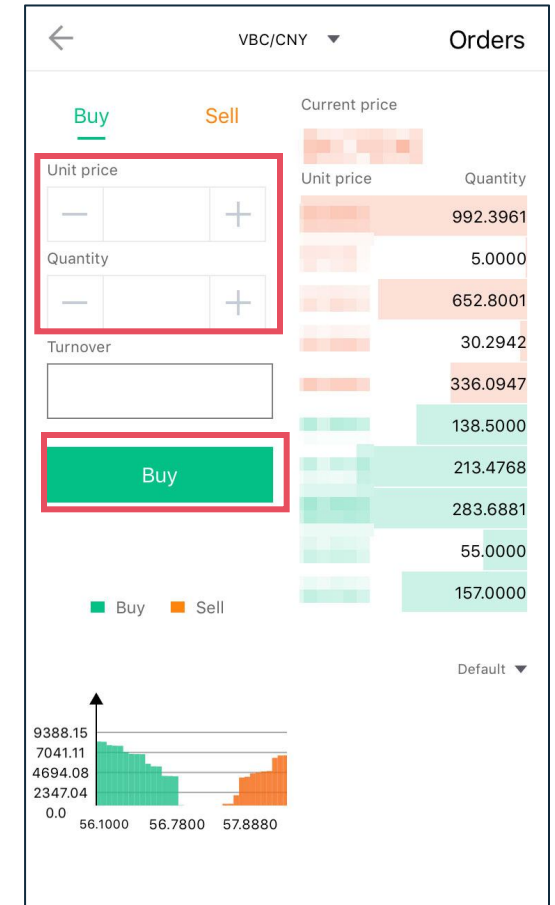 VBC/CNY ▼ Orders
Buy Sell
Unit price
Quantity
Turnover
Buy
Buy Sell
9388.15
7041.11
4694.08
2347.04
0.0
56.1000 56.7800 57.8880
Current price
Unit price Quantity
992.3961
5.0000
652.8001
30.2942
336.0947
138.5000
213.4768
283.6881
55.0000
157.0000
Default ▼